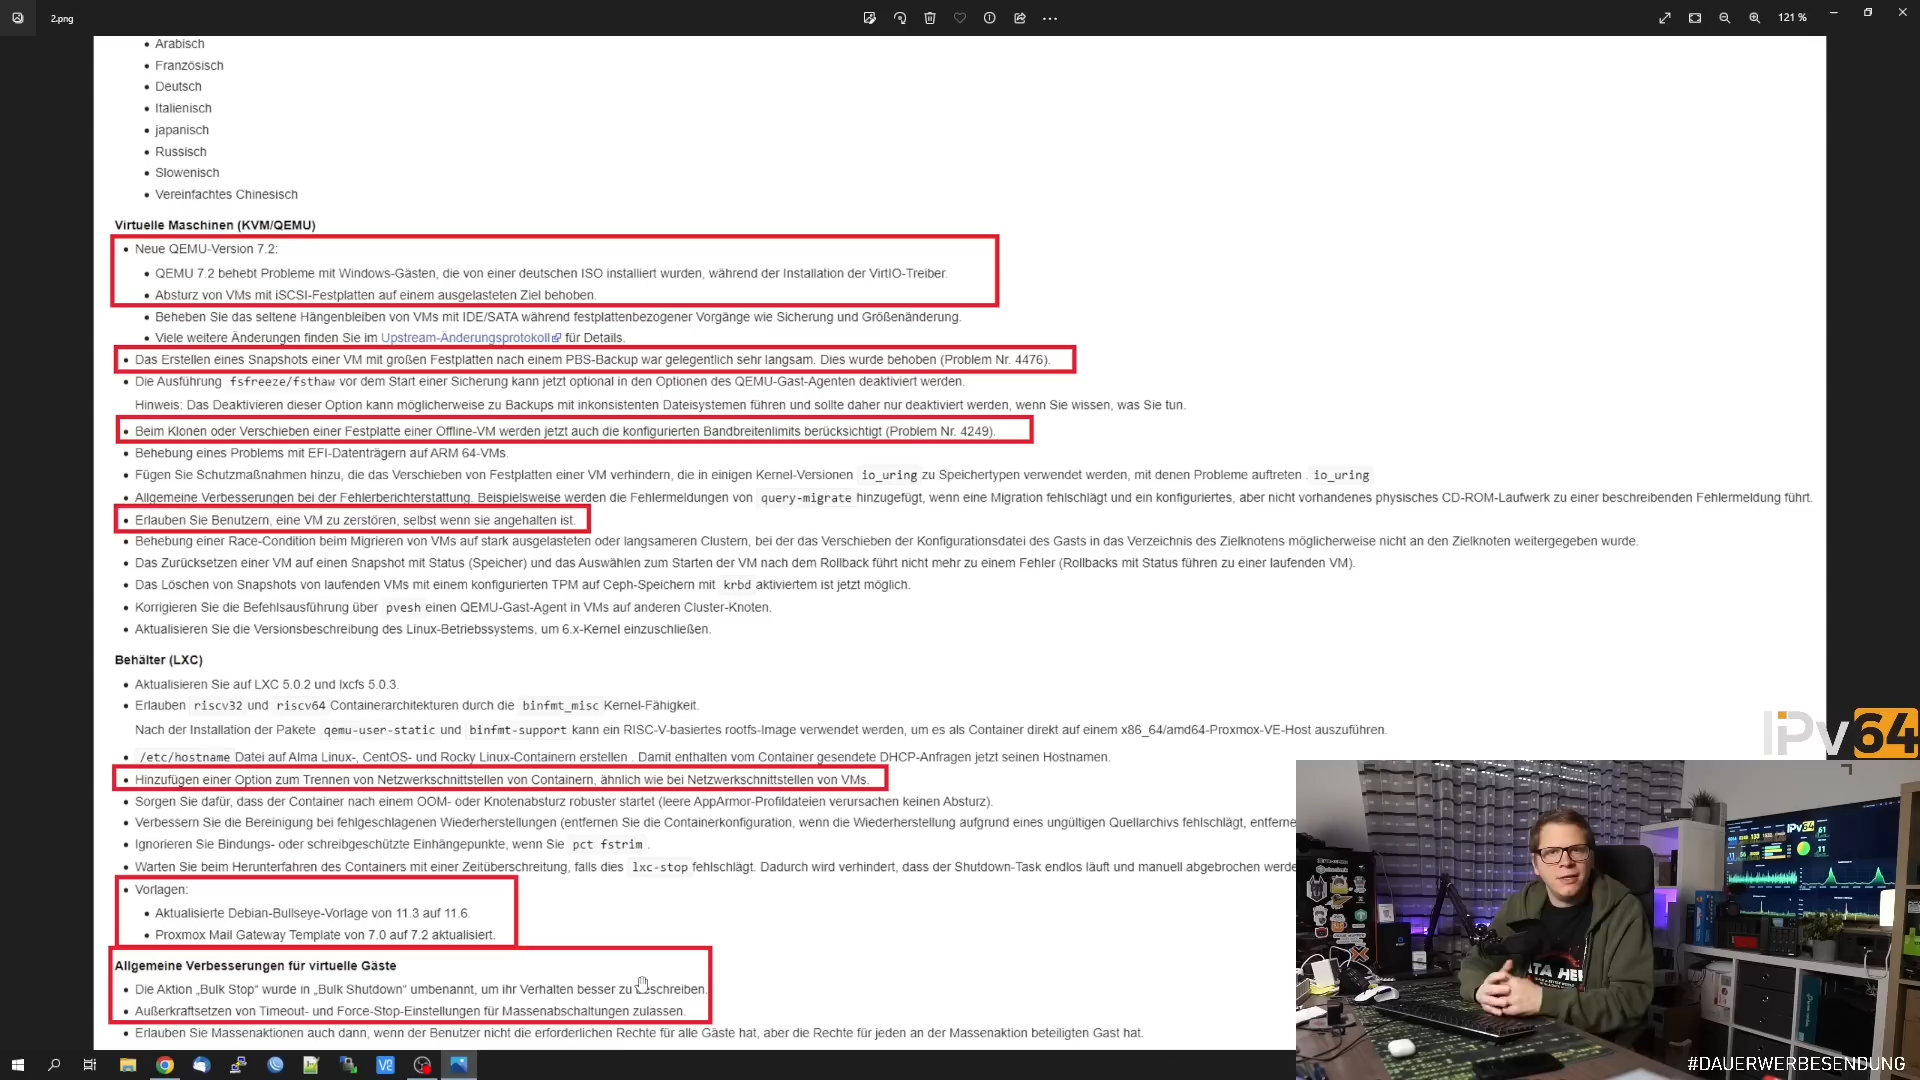 2.png
121 %
Arabisch
Französisch
Deutsch
Italienisch
japanisch
Russisch
Slowenisch
Vereinfachtes Chinesisch
Virtuelle Maschinen (KVM/QEMU)
Neue QEMU-Version 7.2:
QEMU 7.2 behebt Probleme mit Windows-Gästen, die von einer deutschen ISO installiert wurden, während der Installation der VirtIO-Treiber.
Absturz von VMs mit iSCSI-Festplatten auf einem ausgelasteten Ziel behoben.
Beheben Sie das seltene Hängenbleiben von VMs mit IDE/SATA während festplattenbezogener Vorgänge wie Sicherung und Größenänderung.
Viele weitere Änderungen finden Sie im Upstream-Änderungsprotokoll für Details.
Das Erstellen eines Snapshots einer VM mit großen Festplatten nach einem PBS-Backup war gelegentlich sehr langsam. Dies wurde behoben (Problem Nr. 4476).
Die Ausführung fsfreeze/fsthaw vor dem Start einer Sicherung kann jetzt optional in den Optionen des QEMU-Gast-Agenten deaktiviert werden.
Hinweis: Das Deaktivieren dieser Option kann möglicherweise zu Backups mit inkonsistenten Dateisystemen führen und sollte daher nur deaktiviert werden, wenn Sie wissen, was Sie tun.
Beim Klonen oder Verschieben einer Festplatte einer Offline-VM werden jetzt auch die konfigurierten Bandbreitenlimits berücksichtigt (Problem Nr. 4249).
Behebung eines Problems mit EFI-Datenträgern auf ARM 64-VMs.
Fügen Sie Schutzmaßnahmen hinzu, die das Verschieben von Festplatten einer VM verhindern, die in einigen Kernel-Versionen io_uring zu Speichertypen verwendet werden, mit denen Probleme auftreten . io_uring
Allgemeine Verbesserungen bei der Fehlerberichterstattung. Beispielsweise werden die Fehlermeldungen von query-migrate hinzugefügt, wenn eine Migration fehlschlägt und ein konfiguriertes, aber nicht vorhandenes physisches CD-ROM-Laufwerk zu einer beschreibenden Fehlermeldung führt.
Erlauben Sie Benutzern, eine VM zu zerstören, selbst wenn sie angehalten ist.
Behebung einer Race-Condition beim Migrieren von VMs auf stark ausgelasteten oder langsameren Clustern, bei der das Verschieben der Konfigurationsdatei des Gasts in das Verzeichnis des Zielknotens möglicherweise nicht an den Zielknoten weitergegeben wurde.
Das Zurücksetzen einer VM auf einen Snapshot mit Status (Speicher) und das Auswählen zum Starten der VM nach dem Rollback führt nicht mehr zu einem Fehler (Rollbacks mit Status führen zu einer laufenden VM).
Das Löschen von Snapshots von laufenden VMs mit einem konfigurierten TPM auf Ceph-Speichern mit krbd aktiviertem ist jetzt möglich.
Korrigieren Sie die Befehlsausführung über pvesh einen QEMU-Gast-Agent in VMs auf anderen Cluster-Knoten.
Aktualisieren Sie die Versionsbeschreibung des Linux-Betriebssystems, um 6.x-Kernel einzuschließen.
Behälter (LXC)
Aktualisieren Sie auf LXC 5.0.2 und lxcfs 5.0.3.
Erlauben riscv32 und riscv64 Containerarchitekturen durch die binfmt_misc Kernel-Fähigkeit.
Nach der Installation der Pakete qemu-user-static und binfmt-support kann ein RISC-V-basiertes rootfs-Image verwendet werden, um es als Container direkt auf einem x86_64/amd64-Proxmox-VE-Host auszuführen.
/etc/hostname Datei auf Alma Linux-, CentOS- und Rocky Linux-Containern erstellen . Damit enthalten vom Container gesendete DHCP-Anfragen jetzt seinen Hostnamen.
Hinzufügen einer Option zum Trennen von Netzwerkschnittstellen von Containern, ähnlich wie bei Netzwerkschnittstellen von VMs.
Sorgen Sie dafür, dass der Container nach einem OOM- oder Knotenabsturz robuster startet (leere AppArmor-Profildateien verursachen keinen Absturz).
Verbessern Sie die Bereinigung bei fehlgeschlagenen Wiederherstellungen (entfernen Sie die Containerkonfiguration, wenn die Wiederherstellung aufgrund eines ungültigen Quellarchivs fehlschlägt, entferne
Ignorieren Sie Bindungs- oder schreibgeschützte Einhängepunkte, wenn Sie pct fstrim .
Warten Sie beim Herunterfahren des Containers mit einer Zeitüberschreitung, falls dies lxc-stop fehlschlägt. Dadurch wird verhindert, dass der Shutdown-Task endlos läuft und manuell abgebrochen werde
Vorlagen:
Aktualisierte Debian-Bullseye-Vorlage von 11.3 auf 11.6.
Proxmox Mail Gateway Template von 7.0 auf 7.2 aktualisiert.
Allgemeine Verbesserungen für virtuelle Gäste
Die Aktion „Bulk Stop“ wurde in „Bulk Shutdown“ umbenannt, um ihr Verhalten besser zu schreiben.
Außerkraftsetzen von Timeout- und Force-Stop-Einstellungen für Massenabschaltungen zulassen.
Erlauben Sie Massenaktionen auch dann, wenn der Benutzer nicht die erforderlichen Rechte für alle Gäste hat, aber die Rechte für jeden an der Massenaktion beteiligten Gast hat.
IPv64
IPv64
#DAUERWERBESENDUNG